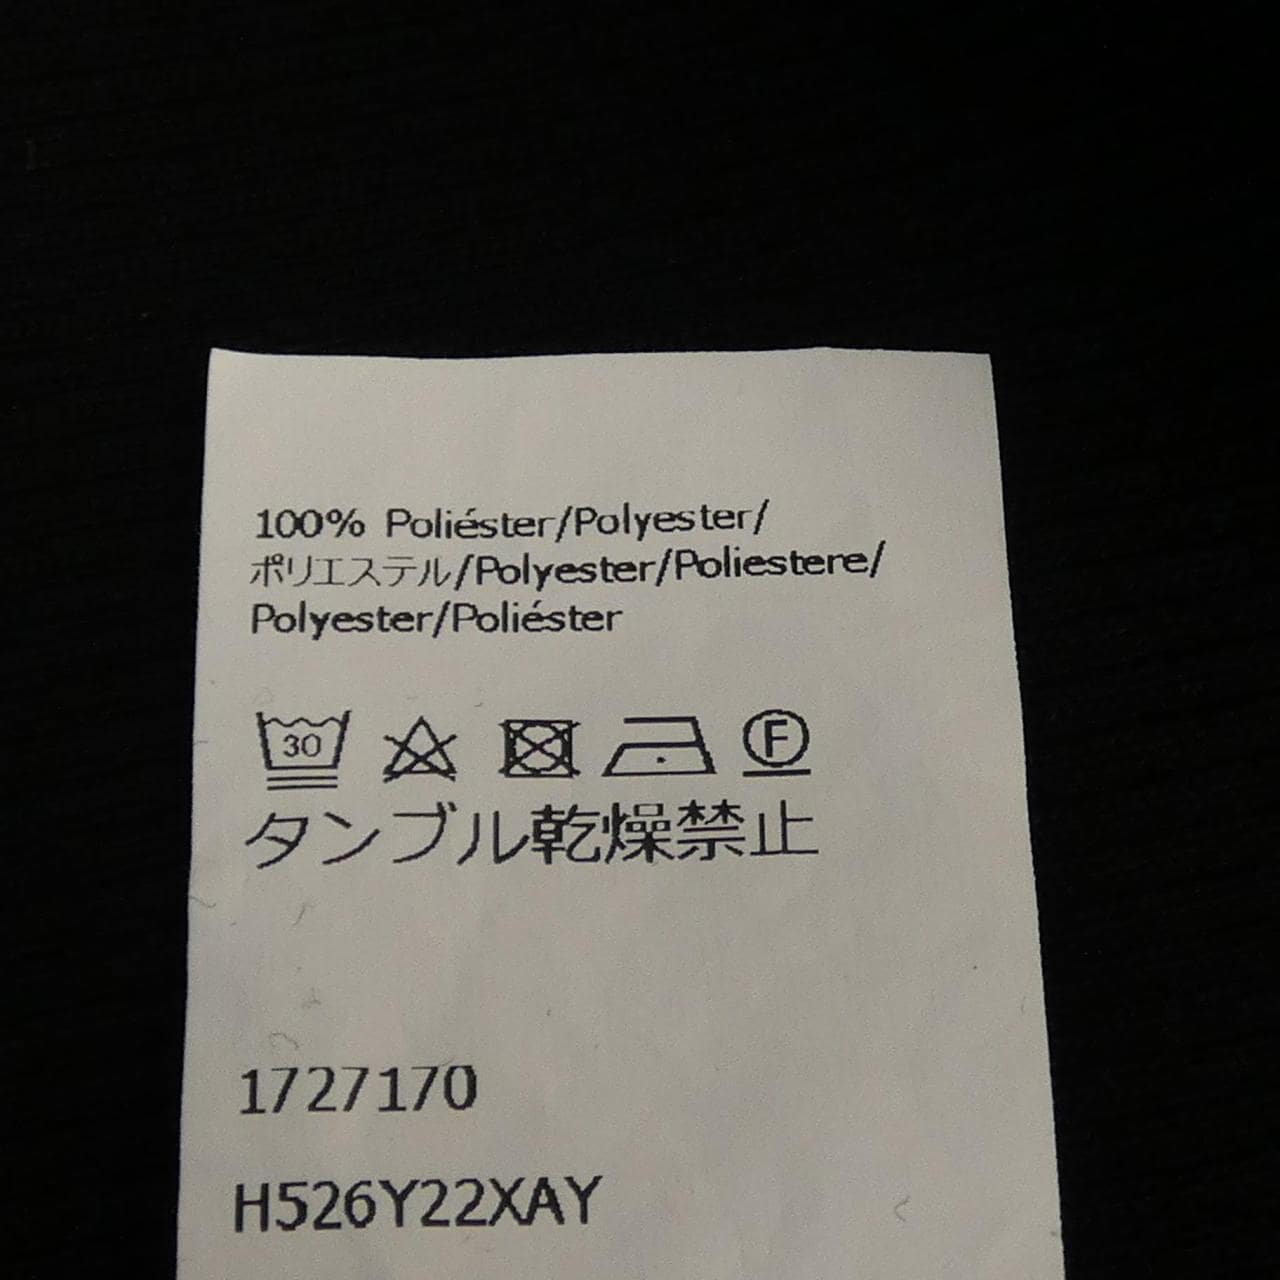 100% Poliéster/Polyester/
ポリエステル/Polyester/Poliestere/
Polyester/Poliéster
30
F
タンブル乾燥禁止
1727170
H526Y22XAY